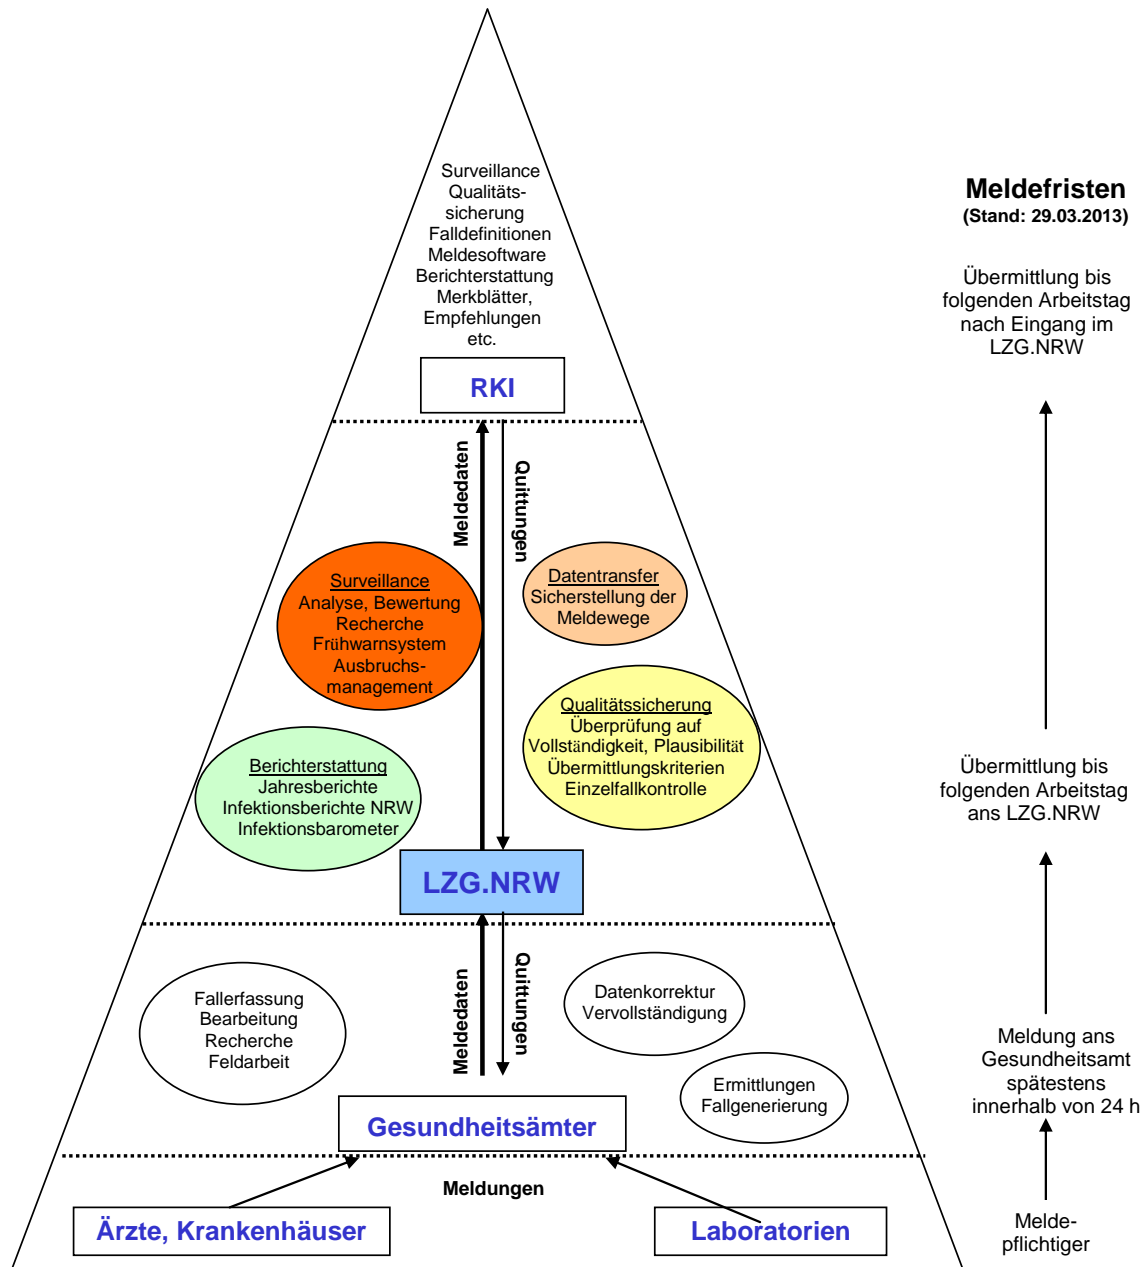 Surveillance
Qualitäts-
sicherung
Falldefinitionen
Meldesoftware
Berichterstattung
Merkblätter,
Empfehlungen
etc.
RKI
Meldefristen
(Stand: 29.03.2013)
Übermittlung bis
folgenden Arbeitstag
nach Eingang im
LZG.NRW
Meldedaten
Quittungen
Surveillance
Analyse, Bewertung
Recherche
Frühwarnsystem
Ausbruchs-
management
Datentransfer
Sicherstellung der
Meldewege
Qualitätssicherung
Überprüfung auf
Vollständigkeit, Plausibilität
Übermittlungskriterien
Einzelfallkontrolle
Berichterstattung
Jahresberichte
Infektionsberichte NRW
Infektionsbarometer
Übermittlung bis
folgenden Arbeitstag
ans LZG.NRW
LZG.NRW
Meldedaten
Quittungen
Fallerfassung
Bearbeitung
Recherche
Feldarbeit
Datenkorrektur
Vervollständigung
Ermittlungen
Fallgenerierung
Meldung ans
Gesundheitsamt
spätestens
innerhalb von 24 h
Gesundheitsämter
Meldungen
Ärzte, Krankenhäuser
Laboratorien
Melde-
pflichtiger